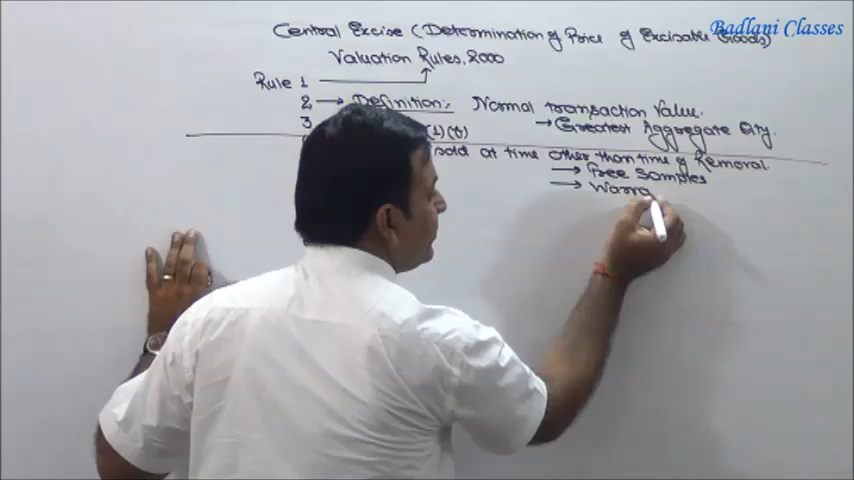 Badlani Classes
Central Excise (Determination of Price of Excisable Goods)
Valuation Rules, 2000
Rule 1
2 → Definition:- Normal transaction Value.
3 (1)(b) → Greatest Aggregate Qty.
sold at time other than time of Removal.
→ Free Samples
→ Warra